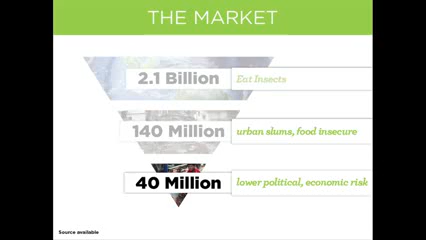 THE MARKET
2.1 Billion Eat Insects
140 Million urban slums, food insecure
40 Million lower political, economic risk
Source available